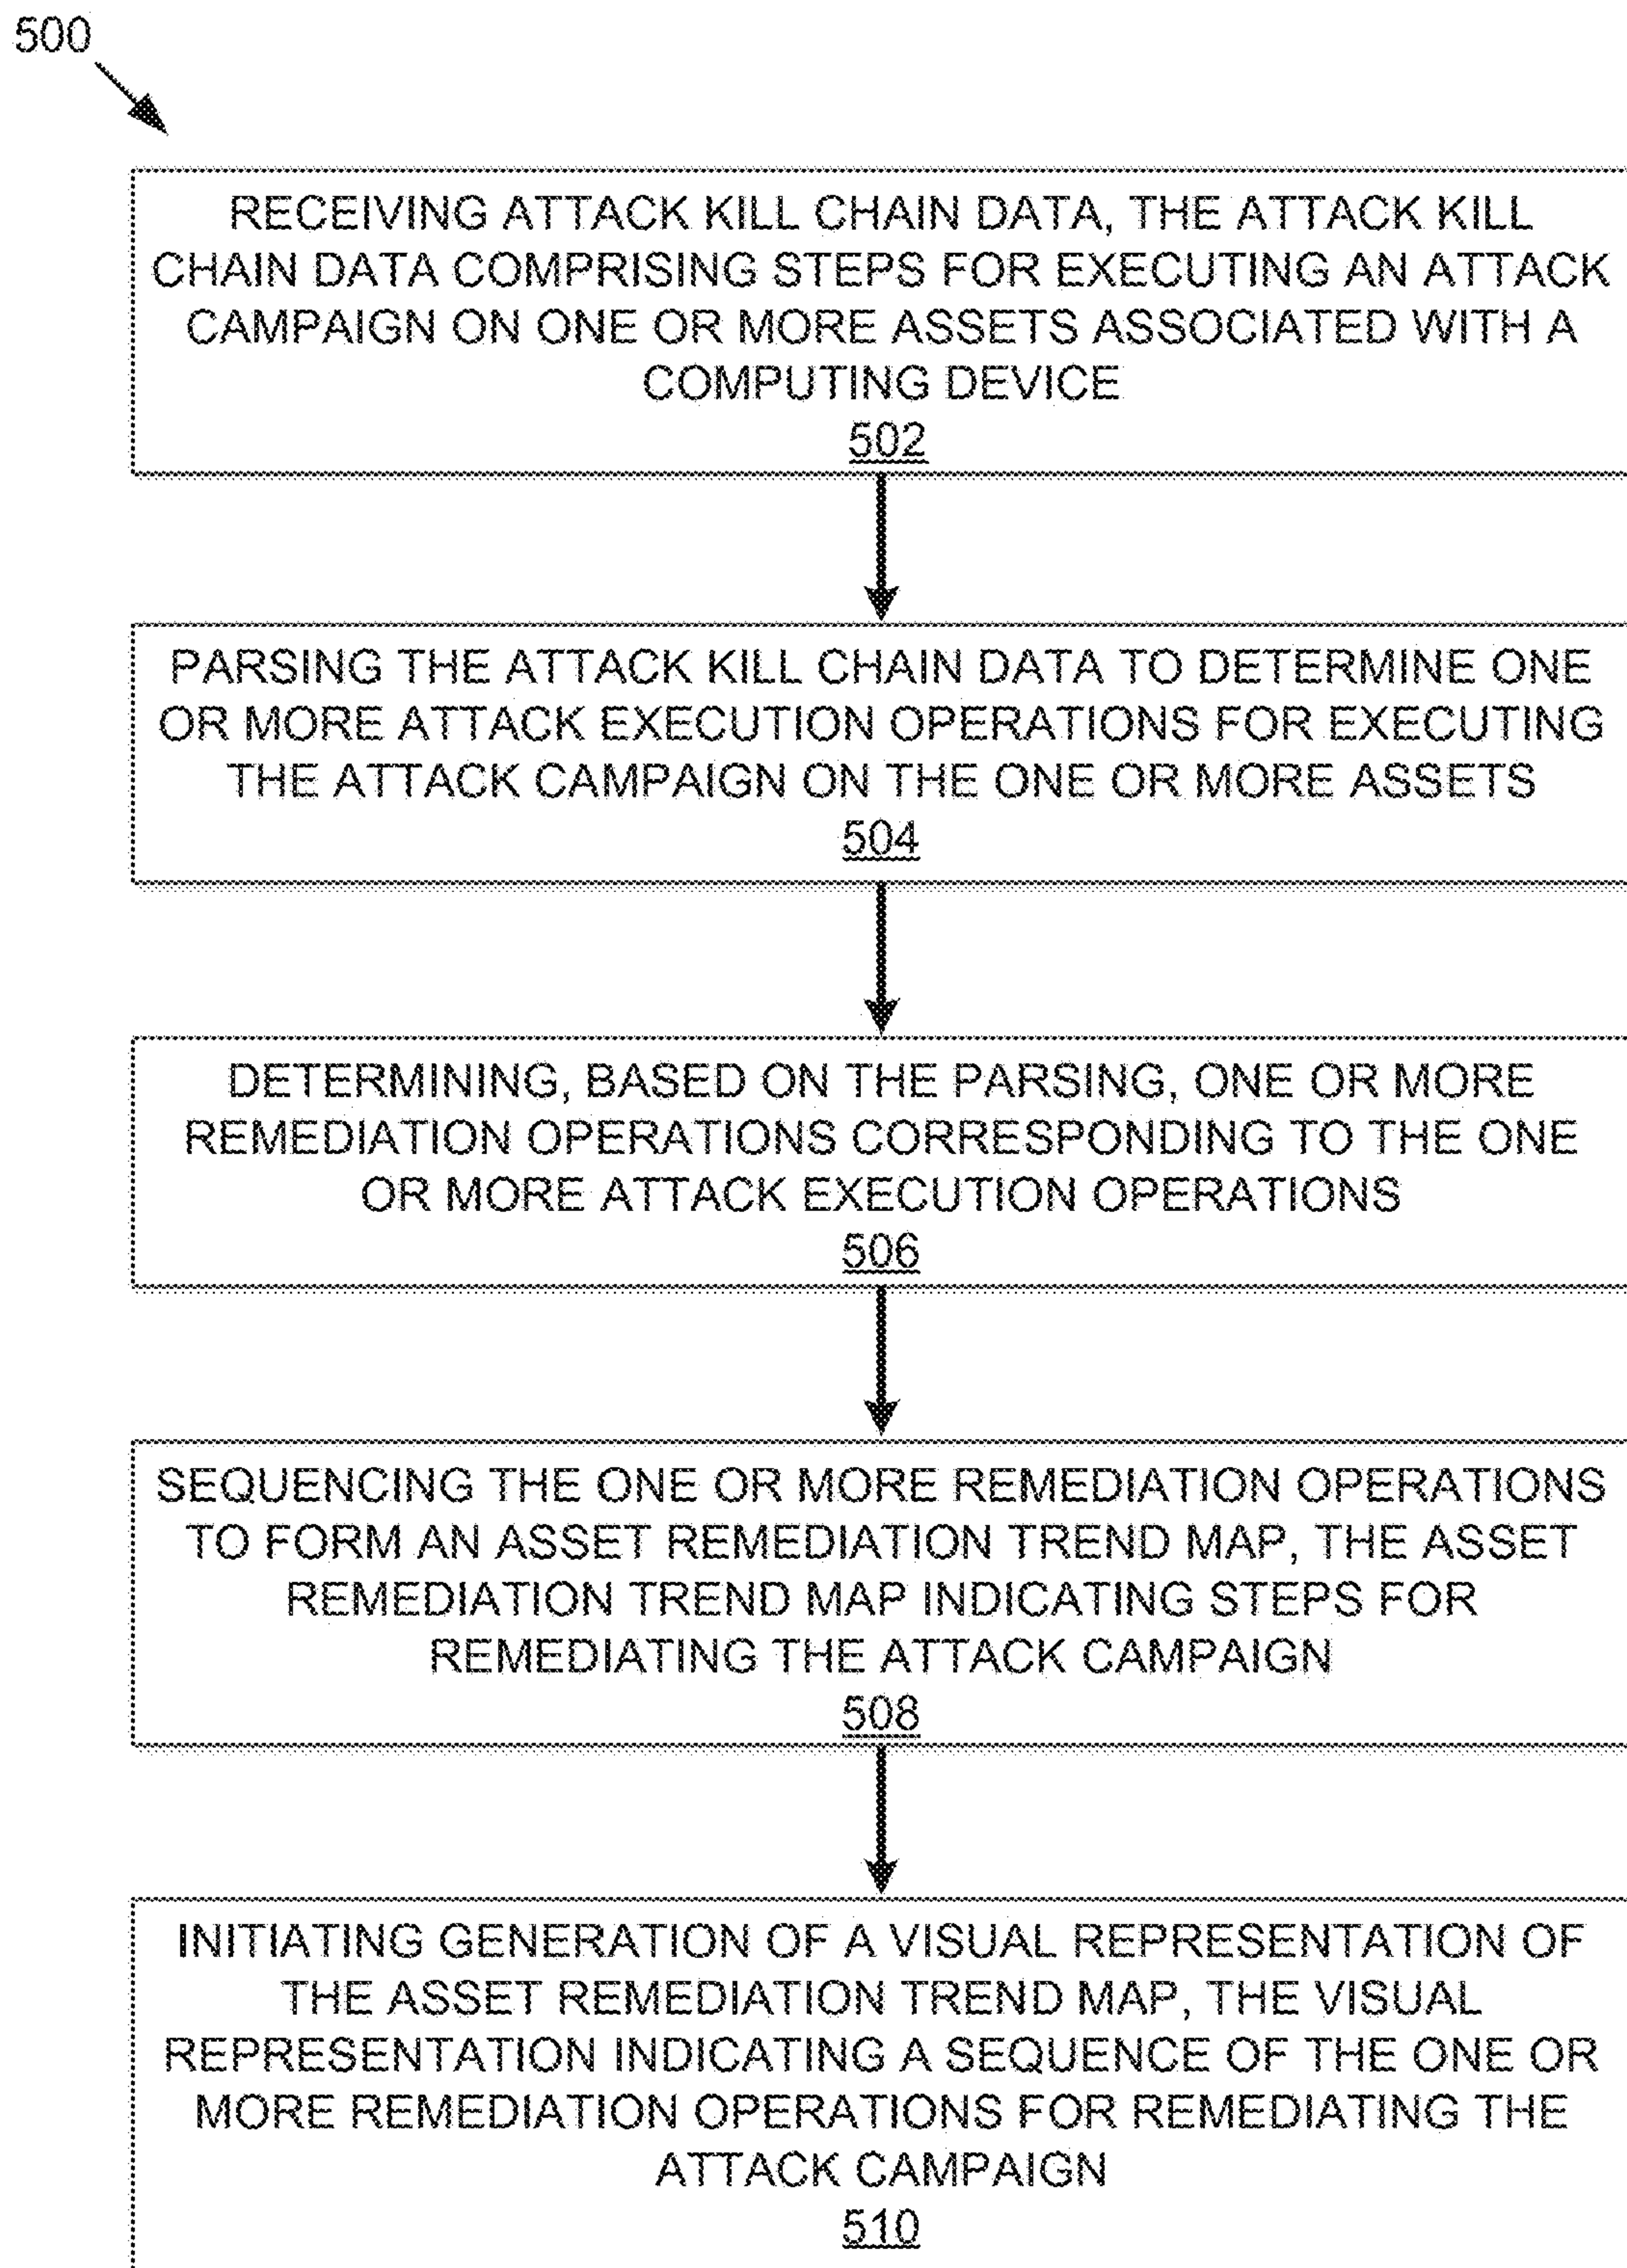 500
RECEIVING ATTACK KILL CHAIN DATA, THE ATTACK KILL
CHAIN DATA COMPRISING STEPS FOR EXECUTING AN ATTACK
CAMPAIGN ON ONE OR MORE ASSETS ASSOCIATED WITH A
COMPUTING DEVICE
502
PARSING THE ATTACK KILL CHAIN DATA TO DETERMINE ONE
OR MORE ATTACK EXECUTION OPERATIONS FOR EXECUTING
THE ATTACK CAMPAIGN ON THE ONE OR MORE ASSETS
504
DETERMINING, BASED ON THE PARSING, ONE OR MORE
REMEDIATION OPERATIONS CORRESPONDING TO THE ONE
OR MORE ATTACK EXECUTION OPERATIONS
506
SEQUENCING THE ONE OR MORE REMEDIATION OPERATIONS
TO FORM AN ASSET REMEDIATION TREND MAP, THE ASSET
REMEDIATION TREND MAP INDICATING STEPS FOR
REMEDIATING THE ATTACK CAMPAIGN
508
INITIATING GENERATION OF A VISUAL REPRESENTATION OF
THE ASSET REMEDIATION TREND MAP, THE VISUAL
REPRESENTATION INDICATING A SEQUENCE OF THE ONE OR
MORE REMEDIATION OPERATIONS FOR REMEDIATING THE
ATTACK CAMPAIGN
510